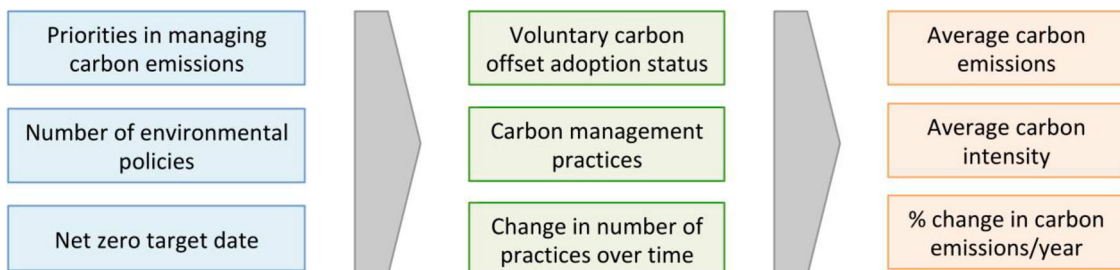 Priorities in managing
carbon emissions
Number of environmental
policies
Net zero target date
Voluntary carbon
offset adoption status
Carbon management
practices
Change in number of
practices over time
Average carbon
emissions
Average carbon
intensity
% change in carbon
emissions/year